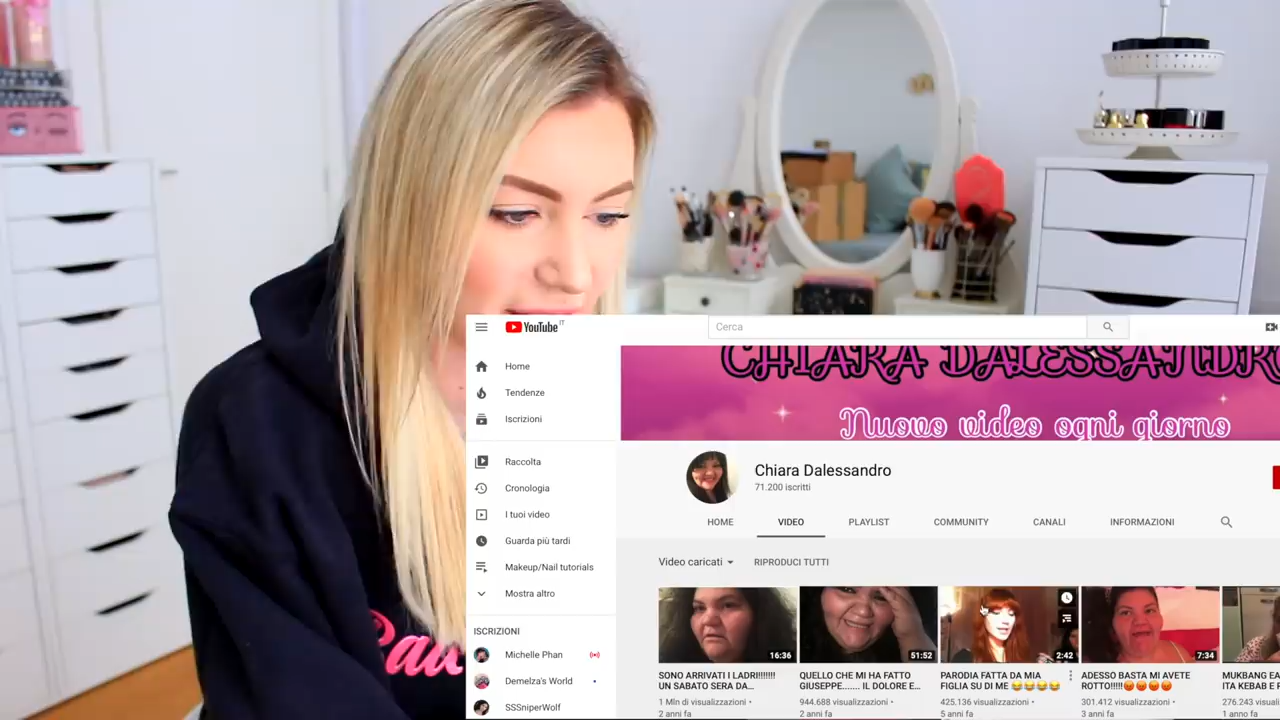 YouTube IT
Cerca
Home
Tendenze
Iscrizioni
Raccolta
Cronologia
I tuoi video
Guarda più tardi
Makeup/Nail tutorials
Mostra altro
ISCRIZIONI
Michelle Phan
Demelza's World
SSSniperWolf
CHIARA DALESSANDRO
Nuovo video ogni giorno
Chiara Dalessandro
71.200 iscritti
HOME VIDEO PLAYLIST COMMUNITY CANALI INFORMAZIONI
Video caricati RIPRODUCI TUTTI
16:36
SONO ARRIVATI I LADRI!!!!!!!
UN SABATO SERA DA...
1 Mln di visualizzazioni •
2 anni fa
51:52
QUELLO CHE MI HA FATTO
GIUSEPPE....... IL DOLORE E...
944.688 visualizzazioni •
2 anni fa
2:42
PARODIA FATTA DA MIA
FIGLIA SU DI ME 😂😂😂😂
425.136 visualizzazioni •
5 anni fa
7:34
ADESSO BASTA MI AVETE
ROTTO!!!!!😡😡😡😡
301.412 visualizzazioni •
3 anni fa
MUKBANG EA
ITA KEBAB E
276.243 visualiz
1 anno fa